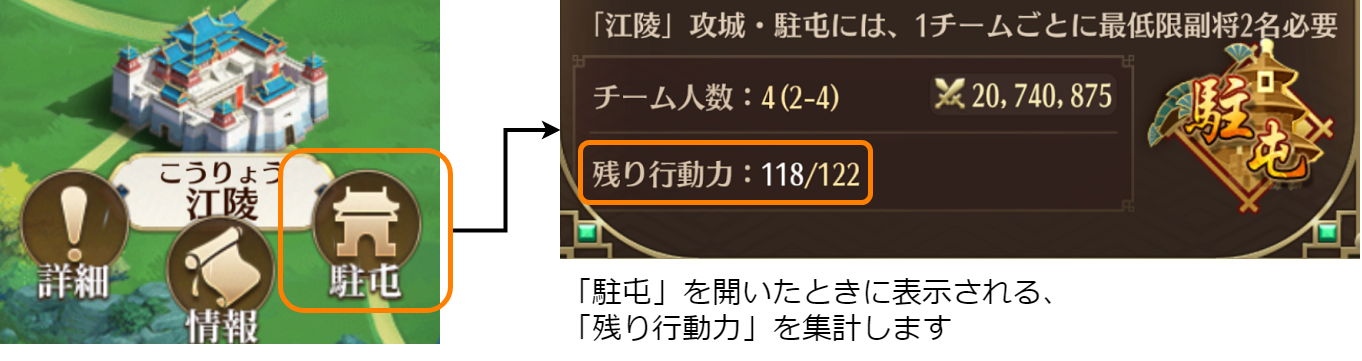 こうりょう
江陵
詳細
情報
駐屯
「江陵」攻城・駐屯には、1チームごとに最低限副将2名必要
チーム人数：4(2-4)
20,740,875
残り行動力：118/122
駐屯
「駐屯」を開いたときに表示される、
「残り行動力」を集計します